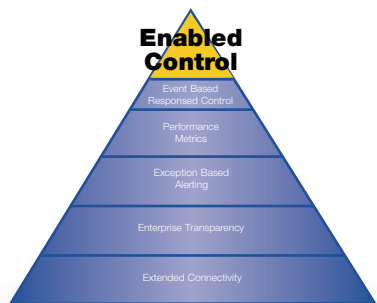 Enabled
Control
Event Based
Responsed Control
Performance
Metrics
Exception Based
Alerting
Enterprise Transparency
Extended Connectivity